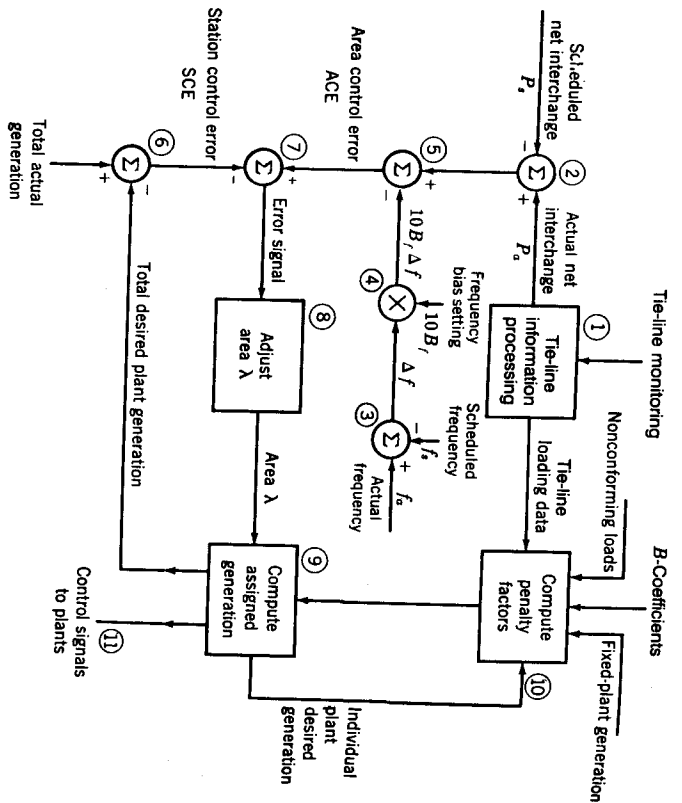 Tie-line monitoring
B-Coefficients
Nonconforming loads
Fixed-plant generation
Scheduled
net interchange
P_s
−
②
Σ
+
Actual net
interchange
P_a
①
Tie-line
information
processing
Tie-line
loading data
Compute
penalty
factors
⑩
Frequency
bias setting
10B_f
Scheduled
frequency
f_s
⑤
Σ
+
−
10B_f Δf
④
×
Δf
③
Σ
−
+
f_a
Actual
frequency
Area control error
ACE
Individual
plant
desired
generation
⑦
Σ
+
-
Error signal
⑧
Adjust
area λ
Area λ
⑨
Compute
assigned
generation
Station control error
SCE
⑥
Σ
−
+
Total desired plant generation
Control signals
to plants
⑪
Total actual
generation